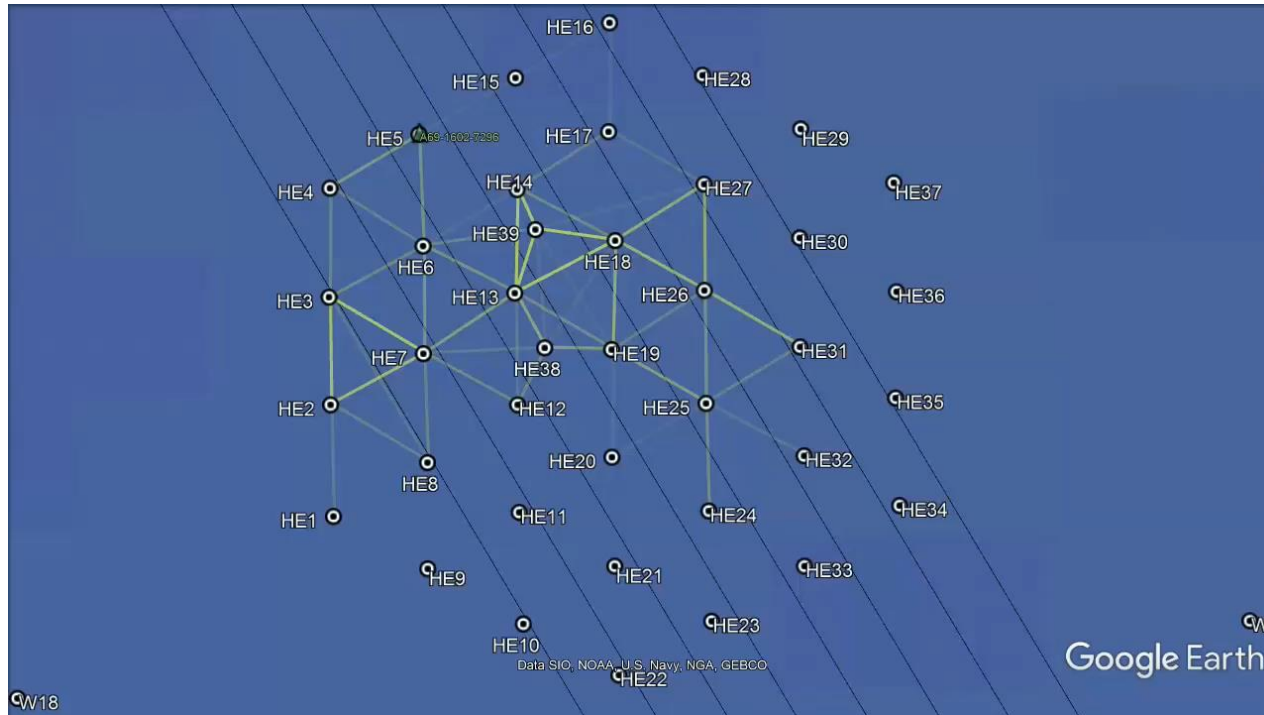 HE16
HE15
HE28
HE5
A69-1602-7296
HE17
HE29
HE4
HE14
HE27
HE37
HE39
HE6
HE18
HE30
HE3
HE13
HE26
HE36
HE7
HE38
HE19
HE31
HE2
HE12
HE25
HE35
HE8
HE20
HE32
HE1
HE11
HE24
HE34
HE9
HE21
HE33
HE10
HE23
Data SIO, NOAA, U.S. Navy, NGA, GEBCO
HE22
W
Google Earth
W18